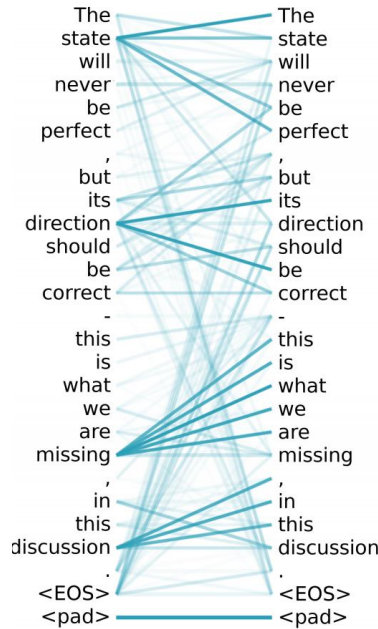 The The
state state
will will
never never
be be
perfect perfect
, ,
but but
its its
direction direction
should should
be be
correct correct
- -
this this
is is
what what
we we
are are
missing missing
, ,
in in
this this
discussion discussion
. .
<EOS> <EOS>
<pad> <pad>